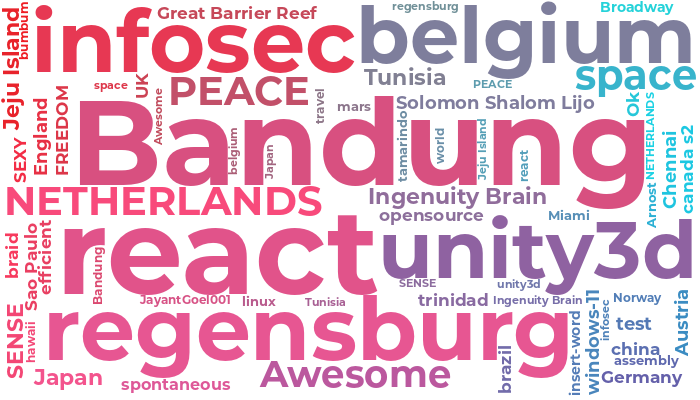 Jeju Island
bumbum
infosec
Great Barrier Reef
regensburg
belgium
Broadway
space
UK
Awesome
PEACE
Tunisia
PEACE
space
SEXY
England
FREEDOM
Bandung
belgium
Japan
travel
mars
Solomon Shalom Lijo
tamarindo
world
Jeju Island
react
Ok
Arnost
NETHERLANDS
Chennai
canada s2
NETHERLANDS
Ingenuity Brain
opensource
Miami
braid
Sao Paulo
efficient
react
Bandung
unity3d
SENSE
unity3d
JayantGoel001
linux
Tunisia
trinidad
Ingenuity Brain
Norway
SENSE
hawaii
regensburg
insert-word
windows-11
infosec
test
Austria
china
assembly
brazil
Germany
Japan
spontaneous
Awesome